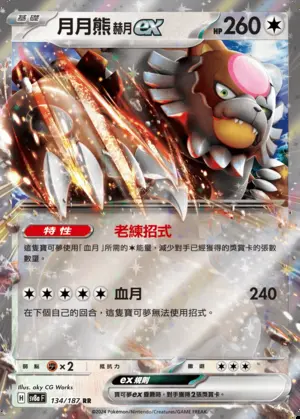 基礎
月月熊 赫月 ex HP 260
特性 老練招式
這隻寶可夢使用「血月」所需的能量,減少對手已經獲得的獎賞卡的張數數量。
血月 240
在下個自己的回合,這隻寶可夢無法使用招式。
弱點 ×2 抵抗力 撤退
ex規則
寶可夢ex昏厥時,對手獲得2張獎賞卡。
Illus. aky CG Works
H sv8a F 134/187 RR
©2024 Pokémon/Nintendo/Creatures/GAME FREAK